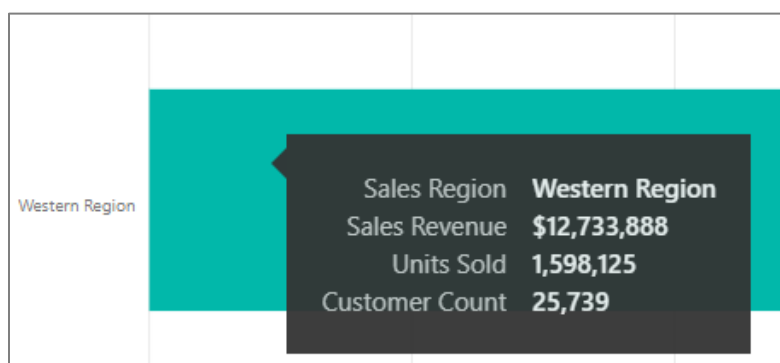 Western Region
Sales Region Western Region
Sales Revenue $12,733,888
Units Sold 1,598,125
Customer Count 25,739